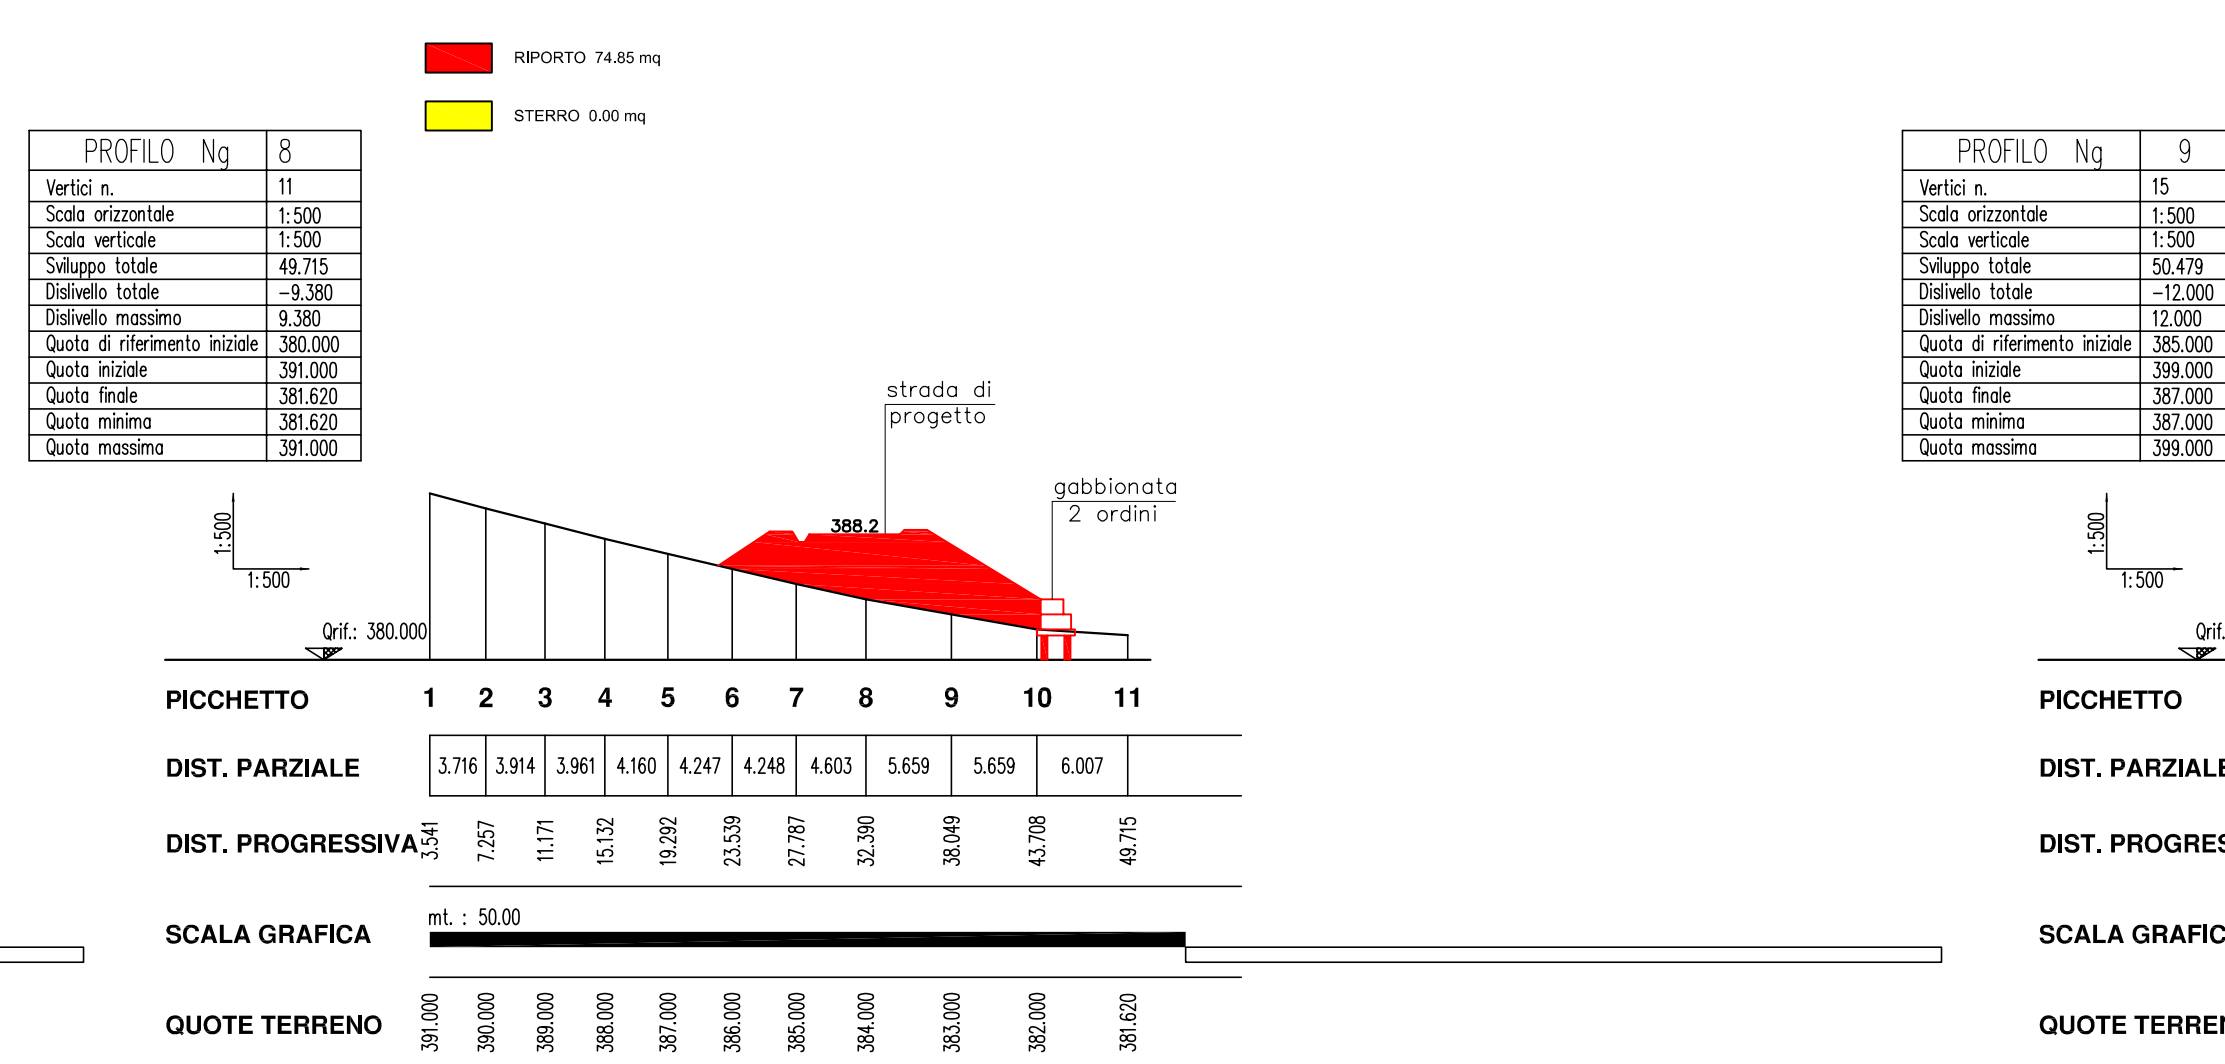 RIPORTO 74.85 mq
STERRO 0.00 mq
PROFILO Ng 8
Vertici n. 11
Scala orizzontale 1:500
Scala verticale 1:500
Sviluppo totale 49.715
Dislivello totale -9.380
Dislivello massimo 9.380
Quota di riferimento iniziale 380.000
Quota iniziale 391.000
Quota finale 381.620
Quota minima 381.620
Quota massima 391.000
PROFILO Ng 9
Vertici n. 15
Scala orizzontale 1:500
Scala verticale 1:500
Sviluppo totale 50.479
Dislivello totale -12.000
Dislivello massimo 12.000
Quota di riferimento iniziale 385.000
Quota iniziale 399.000
Quota finale 387.000
Quota minima 387.000
Quota massima 399.000
strada di
progetto
gabbionata
2 ordini
388.2
1:500
1:500
Qrif.: 380.000
1:500
1:500
Qrif.
PICCHETTO 1 2 3 4 5 6 7 8 9 10 11
DIST. PARZIALE 3.716 3.914 3.961 4.160 4.247 4.248 4.603 5.659 5.659 6.007
DIST. PROGRESSIVA 3.541 7.257 11.171 15.132 19.292 23.539 27.787 32.390 38.049 43.708 49.715
mt. : 50.00
SCALA GRAFICA
QUOTE TERRENO 391.000 390.000 389.000 388.000 387.000 386.000 385.000 384.000 383.000 382.000 381.620
PICCHETTO
DIST. PARZIALE
DIST. PROGRES
SCALA GRAFIC
QUOTE TERREN